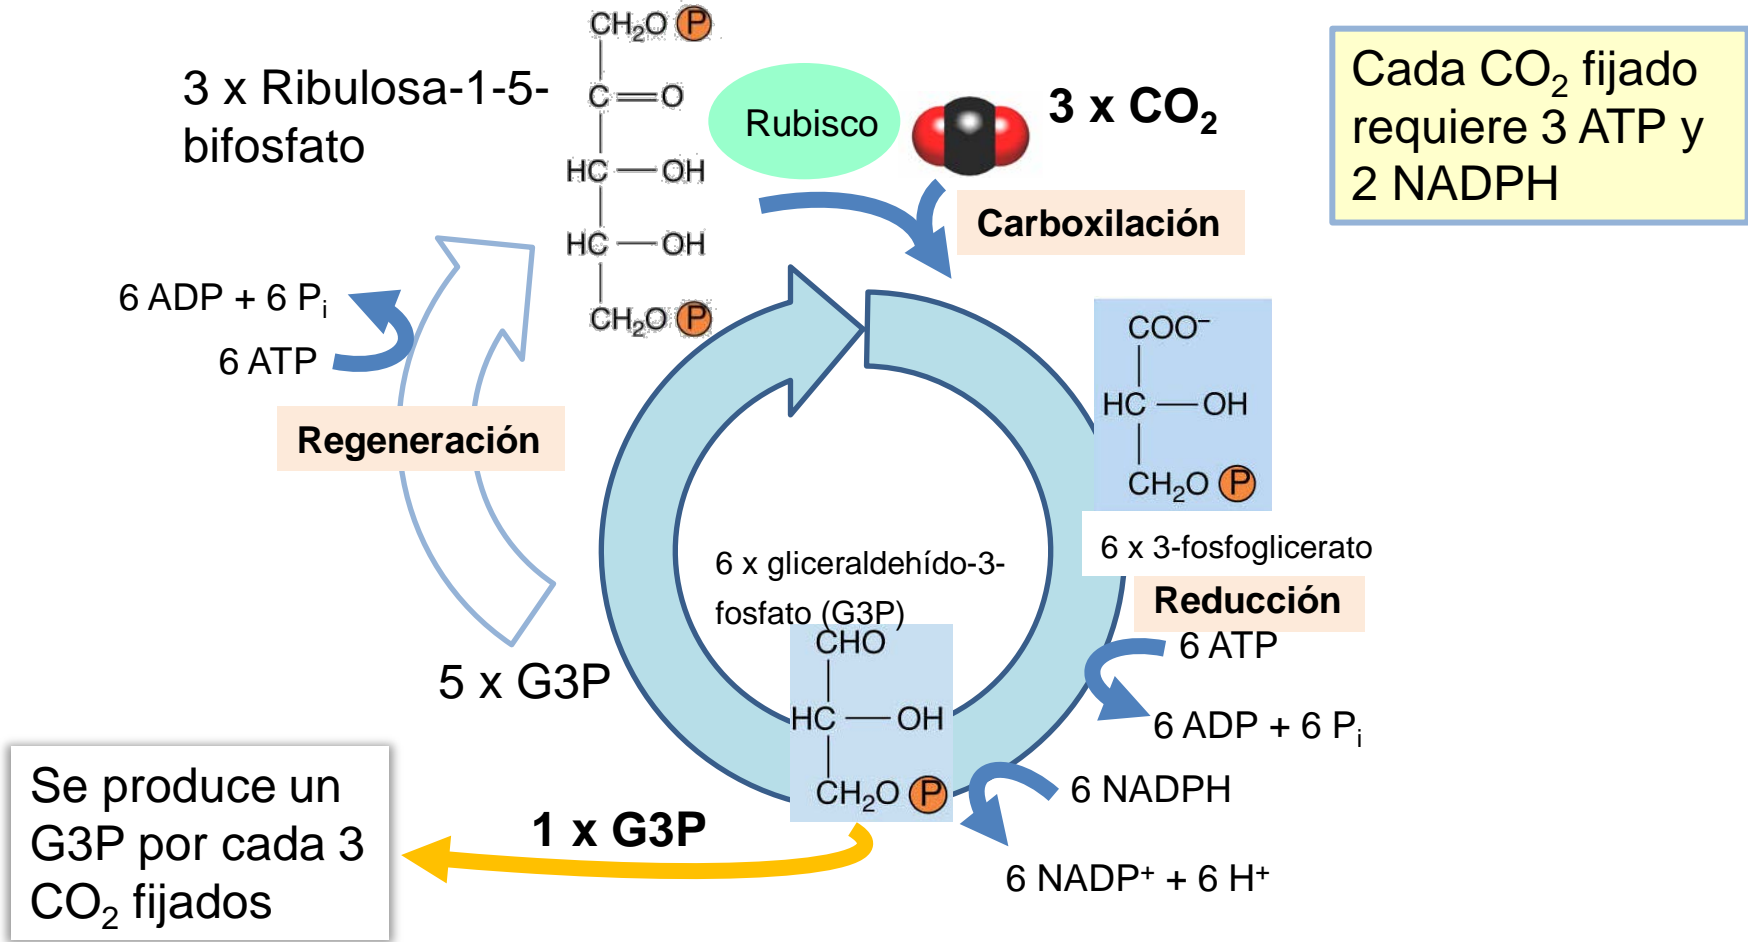 CH₂O P
3 x Ribulosa-1-5-
bifosfato
C═O
HC — OH
HC — OH
CH₂O P
Rubisco
3 x CO₂
Carboxilación
Cada CO₂ fijado
requiere 3 ATP y
2 NADPH
6 ADP + 6 Pᵢ
6 ATP
Regeneración
COO⁻
HC — OH
CH₂O P
6 x 3-fosfoglicerato
Reducción
6 ATP
6 ADP + 6 Pᵢ
6 NADPH
6 NADP⁺ + 6 H⁺
6 x gliceraldehído-3-
fosfato (G3P)
CHO
HC — OH
CH₂O P
5 x G3P
1 x G3P
Se produce un
G3P por cada 3
CO₂ fijados